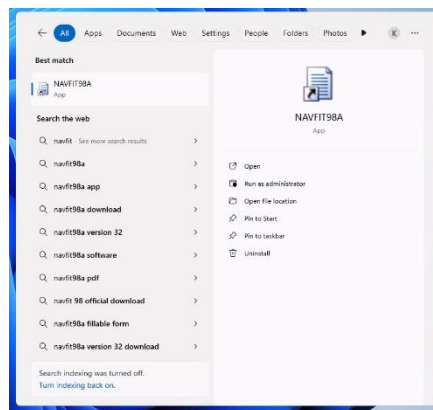 All Apps Documents Web Settings People Folders Photos K
Best match
NAVFIT98A
App
Search the web
navfit - See more search results
navfit98a
navfit98a app
navfit98a download
navfit98a version 32
navfit98a software
navfit98a pdf
navfit 98 official download
navfit98a fillable form
navfit98a version 32 download
Search indexing was turned off.
Turn indexing back on.
NAVFIT98A
App
Open
Run as administrator
Open file location
Pin to Start
Pin to taskbar
Uninstall